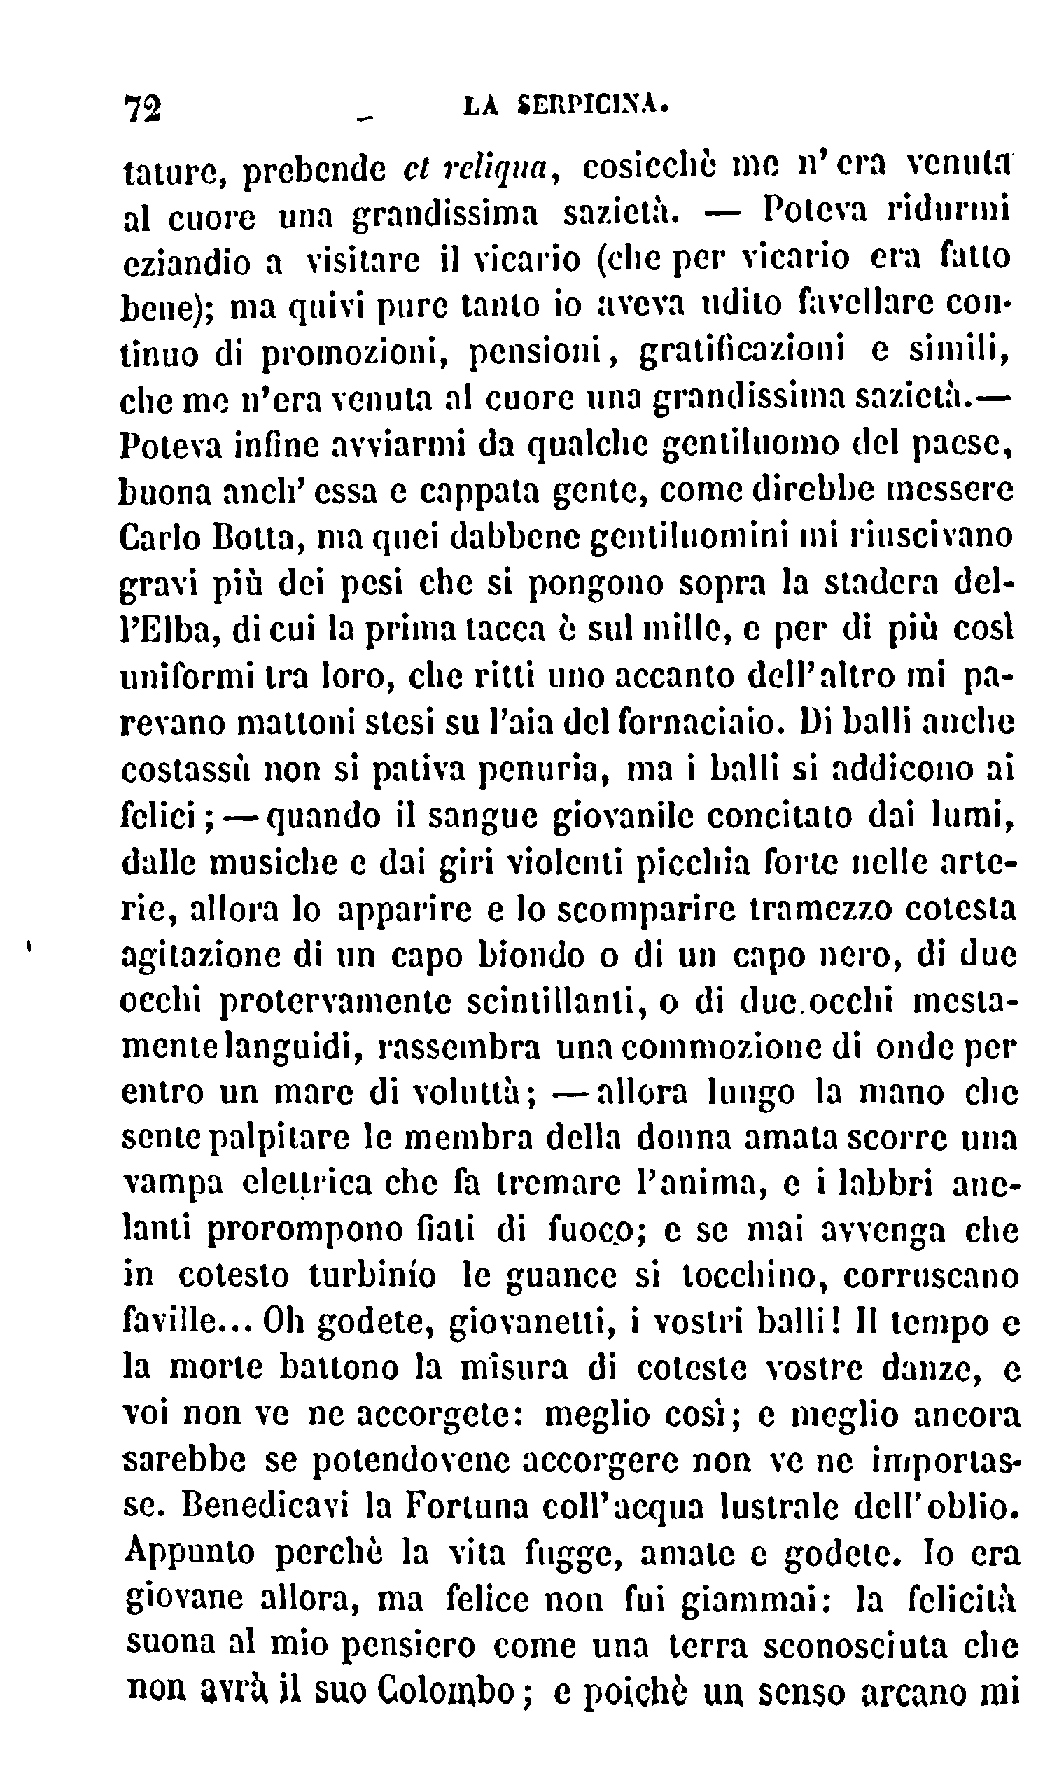 72 LA SERPICINA.
tature, prebende et reliqua, cosicchè me n'era venuta
al cuore una grandissima sazietà. — Poteva ridurmi
eziandio a visitare il vicario (che per vicario era fatto
bene); ma quivi pure tanto io aveva udito favellare con-
tinuo di promozioni, pensioni, gratificazioni e simili,
che me n'era venuta al cuore una grandissima sazietà.—
Poteva infine avviarmi da qualche gentiluomo del paese,
buona anch' essa e cappata gente, come direbbe messere
Carlo Botta, ma quei dabbene gentiluomini mi riuscivano
gravi più dei pesi che si pongono sopra la stadera del-
l'Elba, di cui la prima tacca è sul mille, e per di più così
uniformi tra loro, che ritti uno accanto dell'altro mi pa-
revano mattoni stesi su l'aia del fornaciaio. Di balli anche
costassù non si pativa penuria, ma i balli si addicono ai
felici; — quando il sangue giovanile concitato dai lumi,
dalle musiche e dai giri violenti picchia forte nelle arte-
rie, allora lo apparire e lo scomparire tramezzo cotesta
agitazione di un capo biondo o di un capo nero, di due
occhi protervamente scintillanti, o di due occhi mesta-
mente languidi, rassembra una commozione di onde per
entro un mare di voluttà; — allora lungo la mano che
sente palpitare le membra della donna amata scorre una
vampa elettrica che fa tremare l'anima, e i labbri ane-
lanti prorompono fiati di fuoco; e se mai avvenga che
in cotesto turbinío le guance si tocchino, corruscano
faville... Oh godete, giovanetti, i vostri balli! Il tempo e
la morte battono la misura di coteste vostre danze, e
voi non ve ne accorgete: meglio così; e meglio ancora
sarebbe se potendovene accorgere non ve ne importas-
se. Benedicavi la Fortuna coll'acqua lustrale dell'oblio.
Appunto perchè la vita fugge, amate e godete. Io era
giovane allora, ma felice non fui giammai: la felicità
suona al mio pensiero come una terra sconosciuta che
non avrà il suo Colombo; e poichè un senso arcano mi